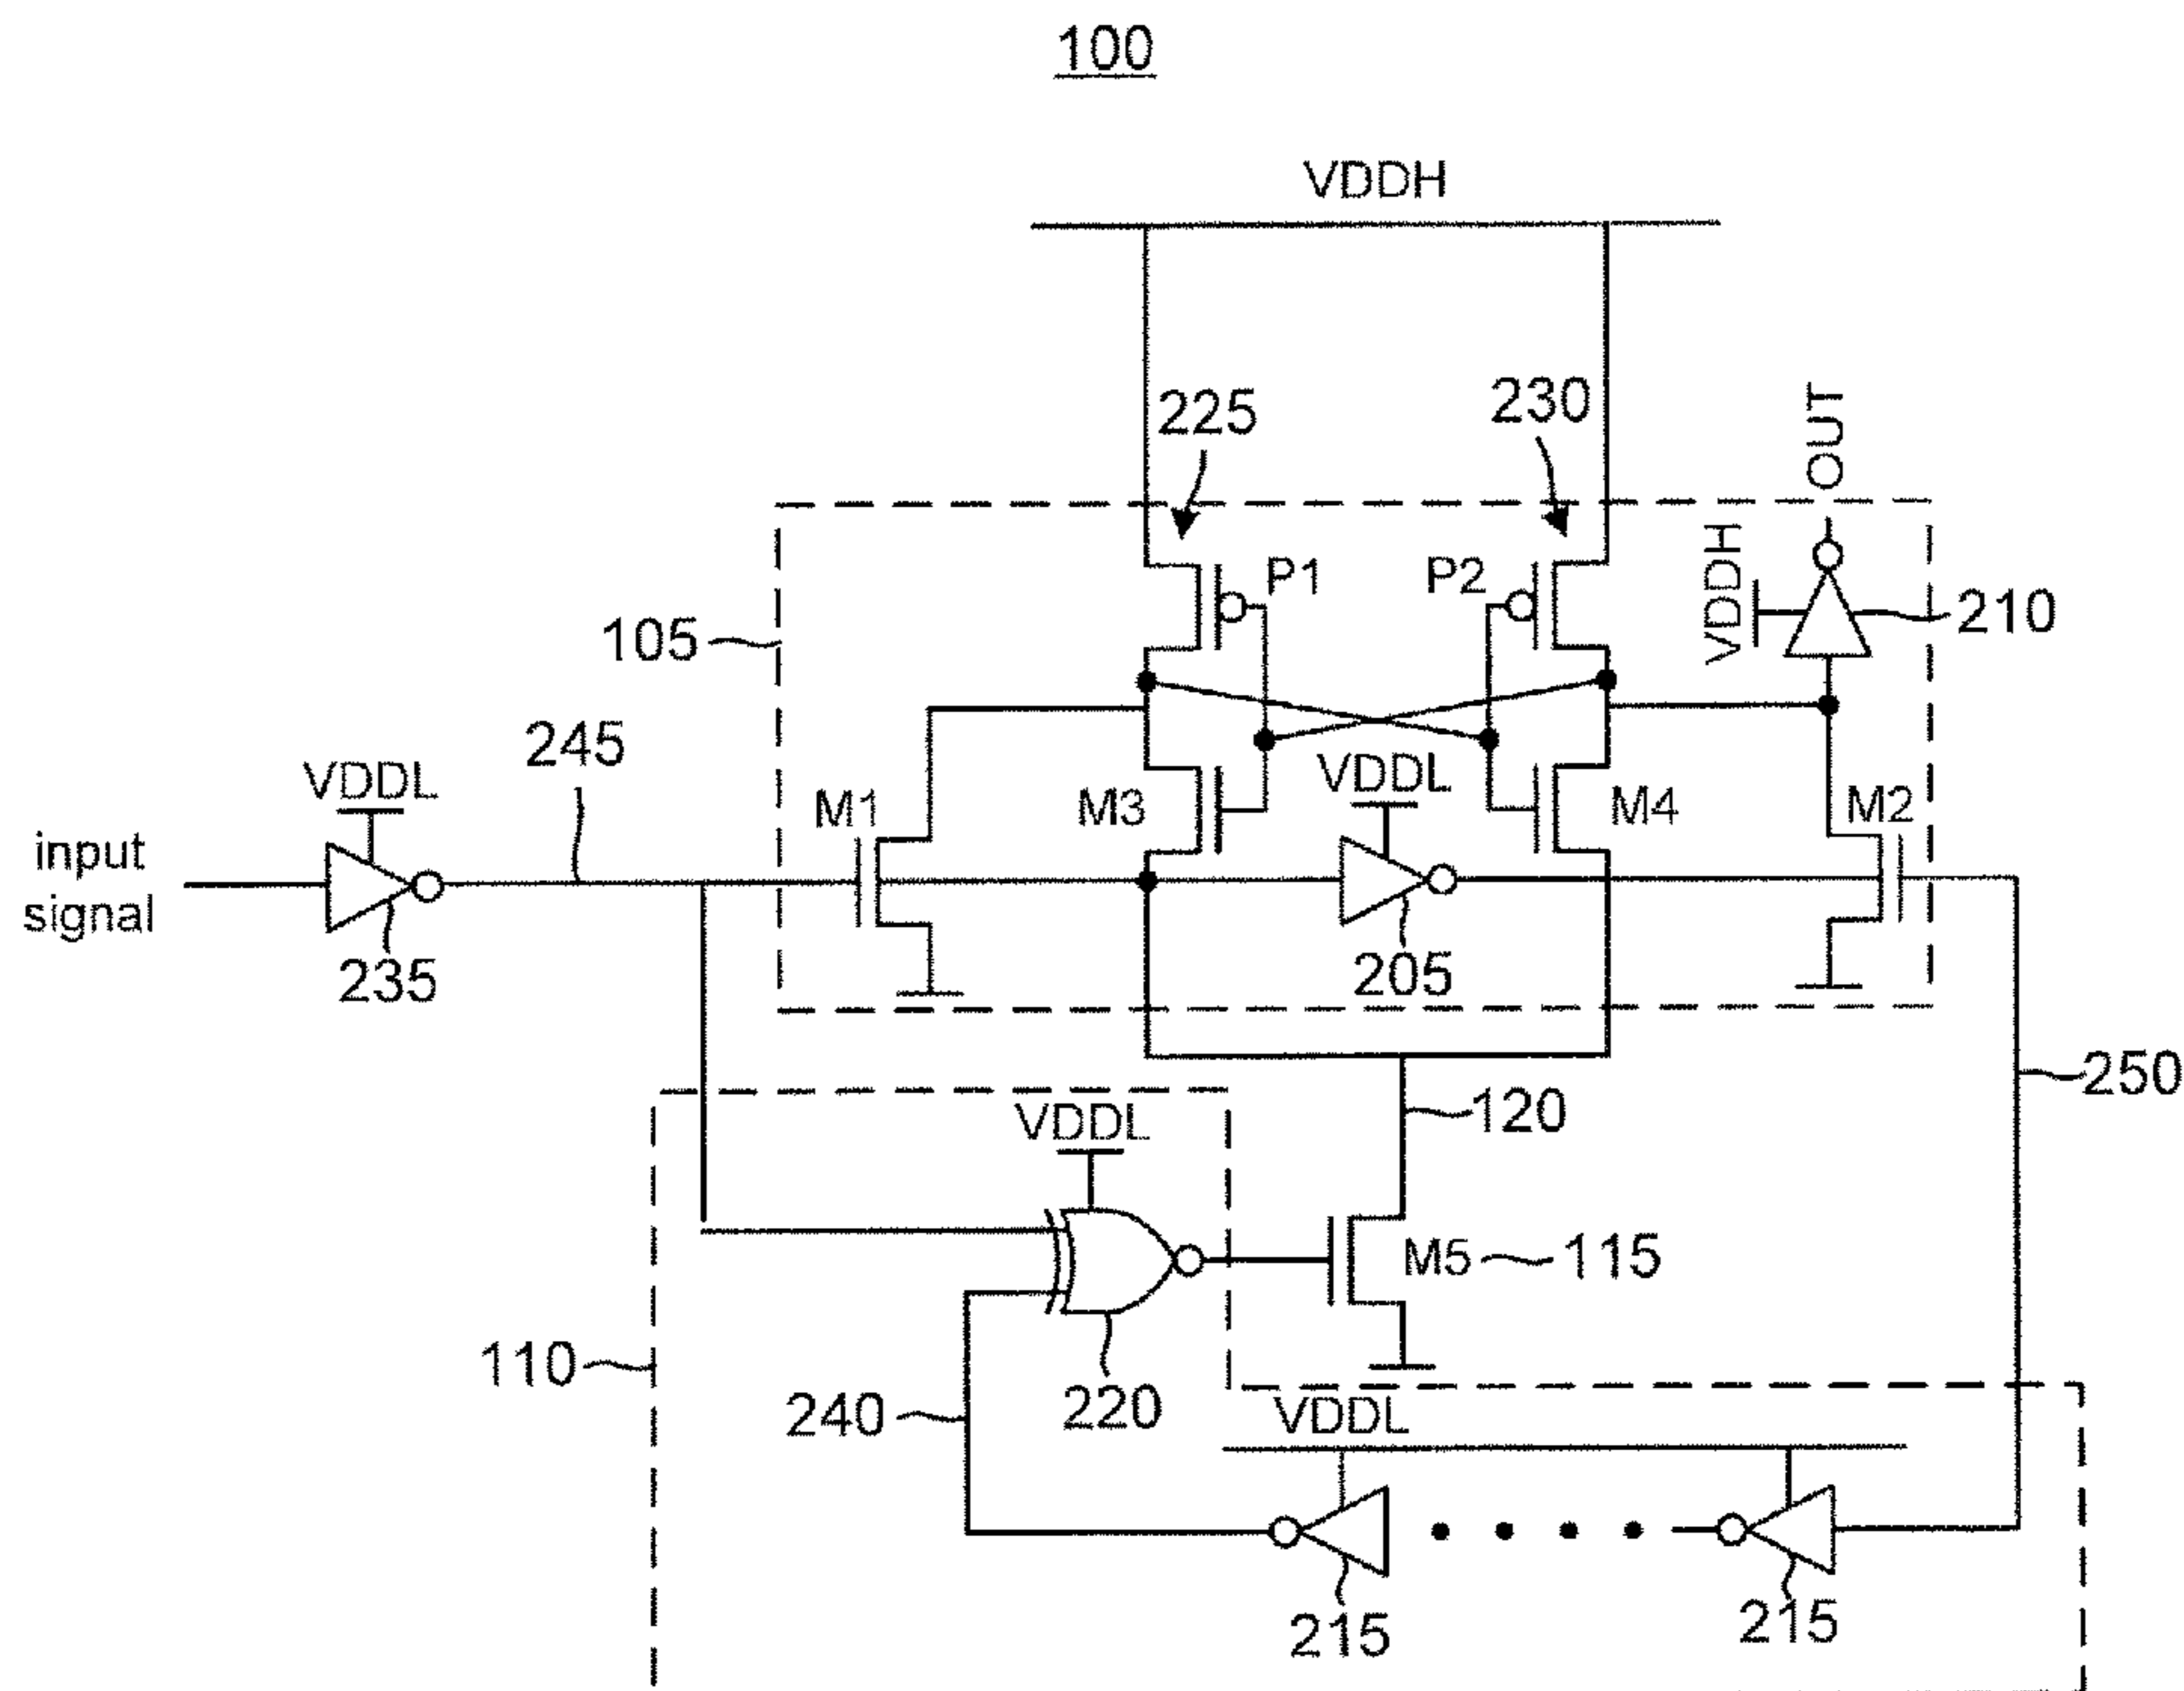 100
VDDH
225
230
OUT
P1
P2
VDDH
210
105
245
VDDL
VDDL
M1
M3
M4
M2
input
signal
235
205
250
VDDL
120
M5
115
110
240
220
VDDL
215
215